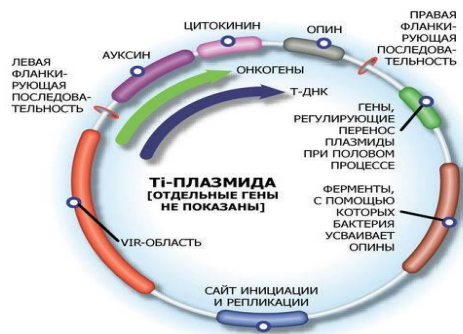 ЛЕВАЯ
ФЛАНКИ-
РУЮЩАЯ
ПОСЛЕДОВА-
ТЕЛЬНОСТЬ
АУКСИН
ЦИТОКИНИН
ОПИН
ПРАВАЯ
ФЛАНКИ-
РУЮЩАЯ
ПОСЛЕДОВА-
ТЕЛЬНОСТЬ
ОНКОГЕНЫ
Т-ДНК
ГЕНЫ,
РЕГУЛИРУЮЩИЕ
ПЕРЕНОС
ПЛАЗМИДЫ
ПРИ ПОЛОВОМ
ПРОЦЕССЕ
Ti-ПЛАЗМИДА
[ОТДЕЛЬНЫЕ ГЕНЫ
НЕ ПОКАЗАНЫ]
ФЕРМЕНТЫ,
С ПОМОЩЬЮ
КОТОРЫХ
БАКТЕРИЯ
УСВАИВАЕТ
ОПИНЫ
VIR-ОБЛАСТЬ
САЙТ ИНИЦИАЦИИ
И РЕПЛИКАЦИИ